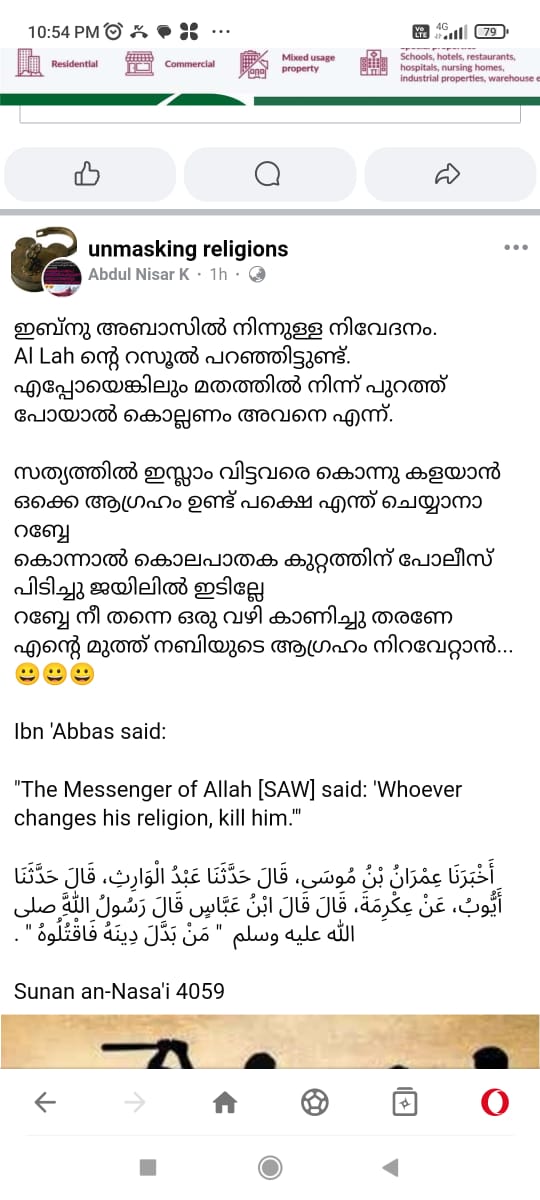 10:54 PM
Vo LTE 4G 79
Residential
Commercial
Mixed usage
property
Schools, hotels, restaurants,
hospitals, nursing homes,
industrial properties, warehouse
unmasking religions
Abdul Nisar K · 1h ·
ഇബ്നു അബാസിൽ നിന്നുള്ള നിവേദനം.
Al Lah ന്റെ റസൂൽ പറഞ്ഞിട്ടുണ്ട്.
എപ്പോയെങ്കിലും മതത്തിൽ നിന്ന് പുറത്ത്
പോയാൽ കൊല്ലണം അവനെ എന്ന്.
സത്യത്തിൽ ഇസ്ലാം വിട്ടവരെ കൊന്നു കളയാൻ
ഒക്കെ ആഗ്രഹം ഉണ്ട് പക്ഷെ എന്ത് ചെയ്യാനാ
റബ്ബേ
കൊന്നാൽ കൊലപാതക കുറ്റത്തിന് പോലീസ്
പിടിച്ചു ജയിലിൽ ഇടില്ലേ
റബ്ബേ നീ തന്നെ ഒരു വഴി കാണിച്ചു തരണേ
എന്റെ മുത്ത് നബിയുടെ ആഗ്രഹം നിറവേറ്റാൻ...
😀😀😀
Ibn 'Abbas said:
"The Messenger of Allah [SAW] said: 'Whoever
changes his religion, kill him.'"
أَخْبَرَنَا عِمْرَانُ بْنُ مُوسَى، قَالَ حَدَّثَنَا عَبْدُ الْوَارِثِ، قَالَ حَدَّثَنَا
أَيُّوبُ، عَنْ عِكْرِمَةَ، قَالَ قَالَ ابْنُ عَبَّاسٍ قَالَ رَسُولُ اللَّهِ صلى
الله عليه وسلم " مَنْ بَدَّلَ دِينَهُ فَاقْتُلُوهُ " .
Sunan an-Nasa'i 4059